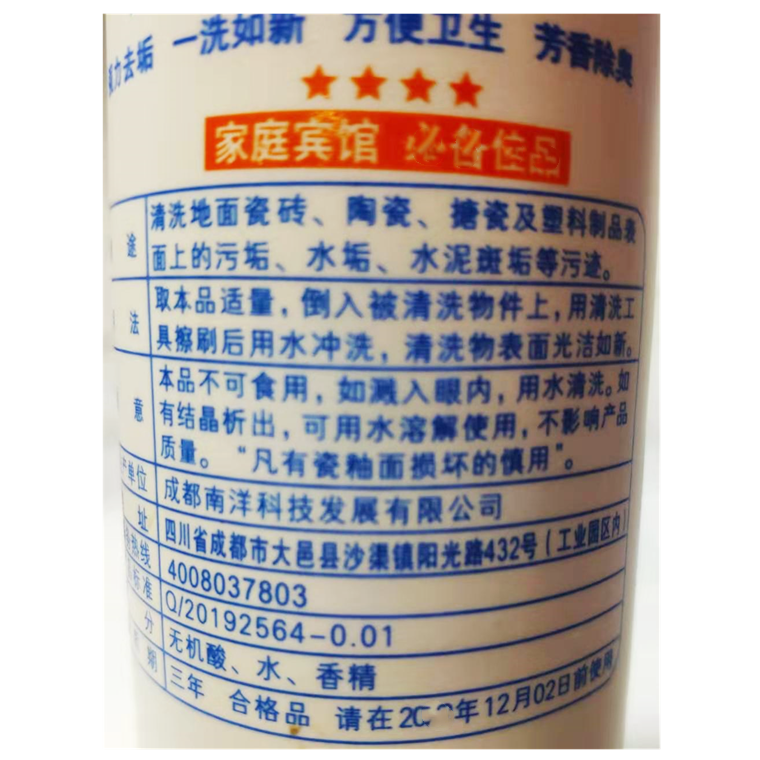 力去垢 一洗如新 方便卫生 芳香除臭
家庭宾馆 必备佳品
途 清洗地面瓷砖、陶瓷、搪瓷及塑料制品表
面上的污垢、水垢、水泥斑垢等污迹。
法 取本品适量，倒入被清洗物件上，用清洗工
具擦刷后用水冲洗，清洗物表面光洁如新。
本品不可食用，如溅入眼内，用水清洗。如
意 有结晶析出，可用水溶解使用，不影响产品
质量。“凡有瓷釉面损坏的慎用”。
单位 成都南洋科技发展有限公司
址 四川省成都市大邑县沙渠镇阳光路432号（工业园区内）
热线 4008037803
标准 Q/20192564-0.01
分 无机酸、水、香精
期 三年 合格品 请在20 年12月02日前使用